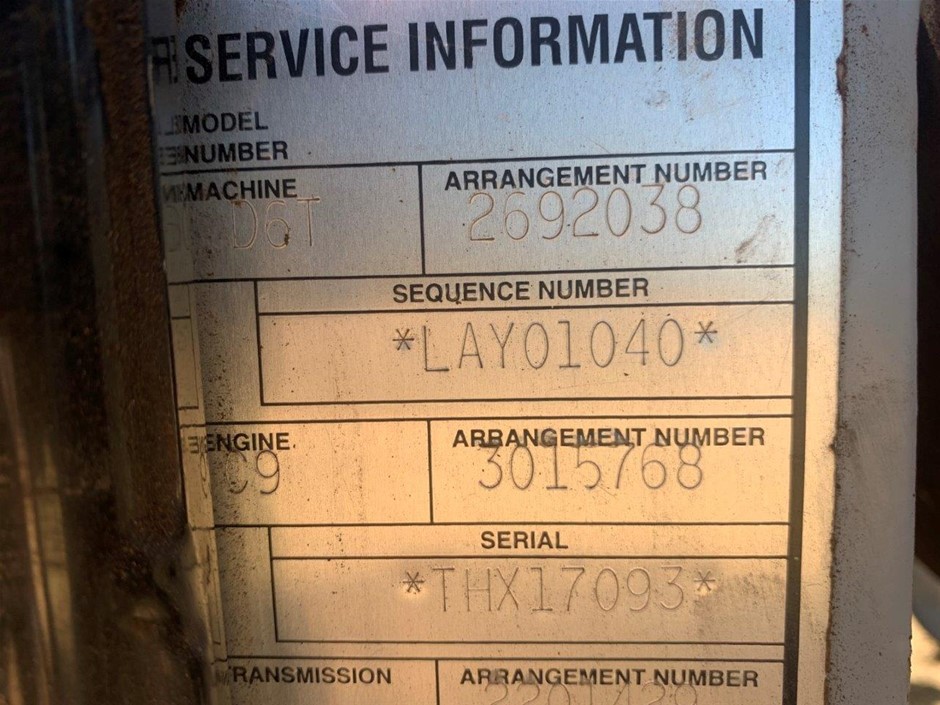 SERVICE INFORMATION
MODEL
NUMBER
MACHINE ARRANGEMENT NUMBER
D6T 2692038
SEQUENCE NUMBER
*LAY01040*
ENGINE ARRANGEMENT NUMBER
C9 3015768
SERIAL
*THX17093*
TRANSMISSION ARRANGEMENT NUMBER